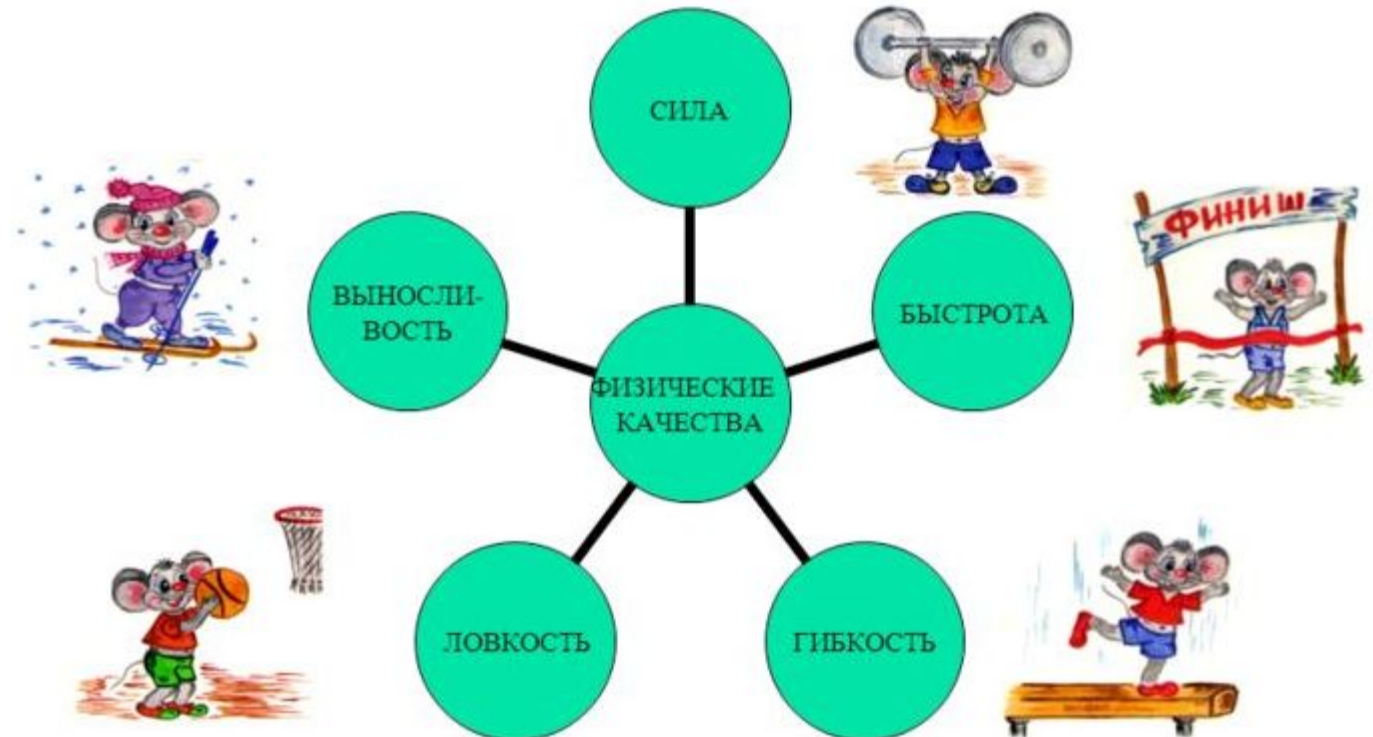 СИЛА
ФИНИШ
ВЫНОСЛИ-
ВОСТЬ
БЫСТРОТА
ФИЗИЧЕСКИЕ
КАЧЕСТВА
ЛОВКОСТЬ
ГИБКОСТЬ